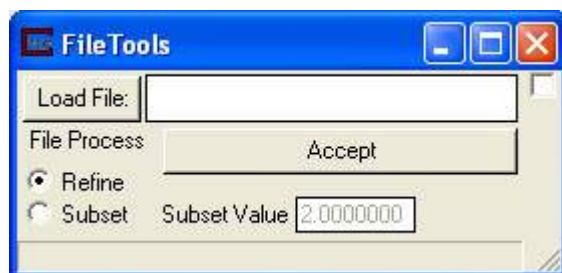 FileTools
Load File:
File Process
Accept
Refine
Subset
Subset Value 2.0000000